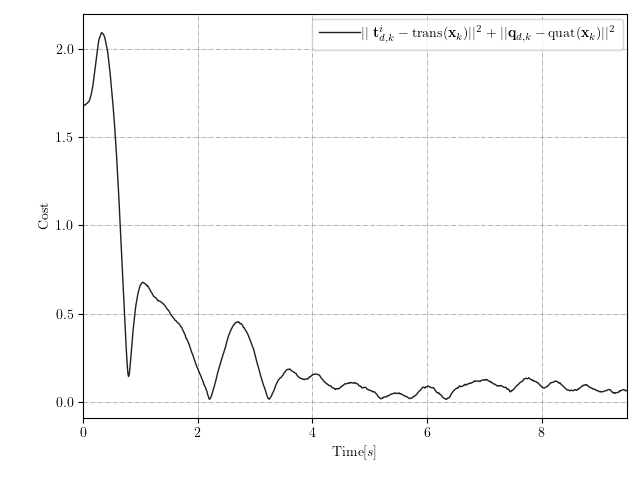 || t^i_{d,k} − trans(x_k)||^2 + ||q_{d,k} − quat(x_k)||^2
2.0
1.5
1.0
0.5
0.0
Cost
0 2 4 6 8
Time[s]